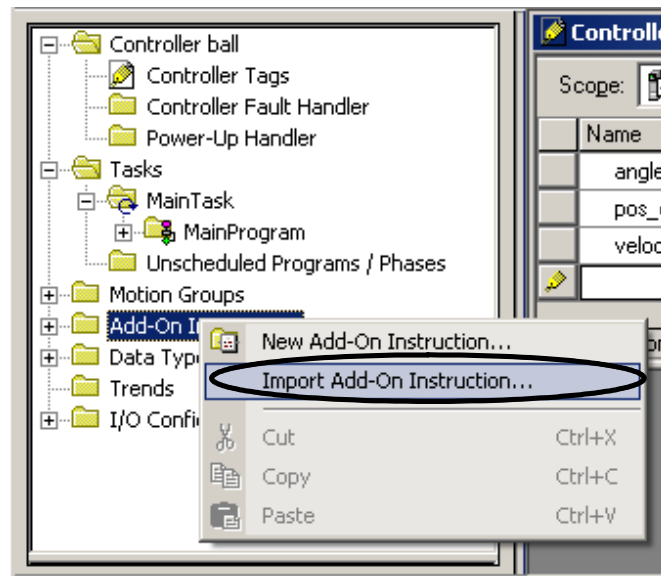 Controller ball
Controller Tags
Controller Fault Handler
Power-Up Handler
Tasks
MainTask
MainProgram
Unscheduled Programs / Phases
Motion Groups
Add-On I
Data Typ
Trends
I/O Confi
New Add-On Instruction...
Import Add-On Instruction...
Cut Ctrl+X
Copy Ctrl+C
Paste Ctrl+V
Controlle
Scope:
Name
angle
pos_
veloc